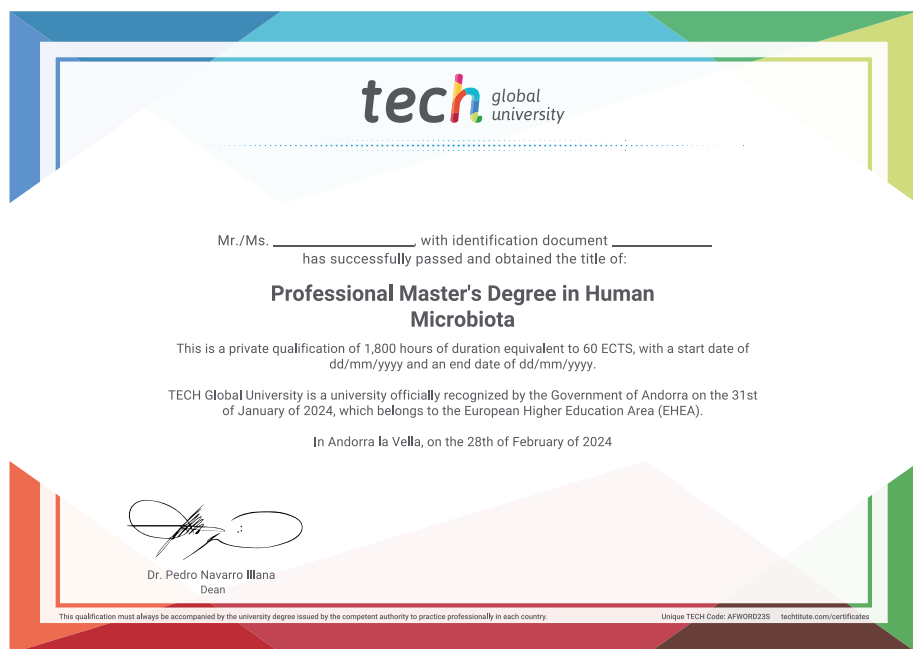 tech global university
Mr./Ms. ____________________, with identification document ______________
has successfully passed and obtained the title of:
Professional Master's Degree in Human
Microbiota
This is a private qualification of 1,800 hours of duration equivalent to 60 ECTS, with a start date of
dd/mm/yyyy and an end date of dd/mm/yyyy.
TECH Global University is a university officially recognized by the Government of Andorra on the 31st
of January of 2024, which belongs to the European Higher Education Area (EHEA).
In Andorra la Vella, on the 28th of February of 2024
Dr. Pedro Navarro Illana
Dean
This qualification must always be accompanied by the university degree issued by the competent authority to practice professionally in each country. Unique TECH Code: AFWORD23S techtitute.com/certificates